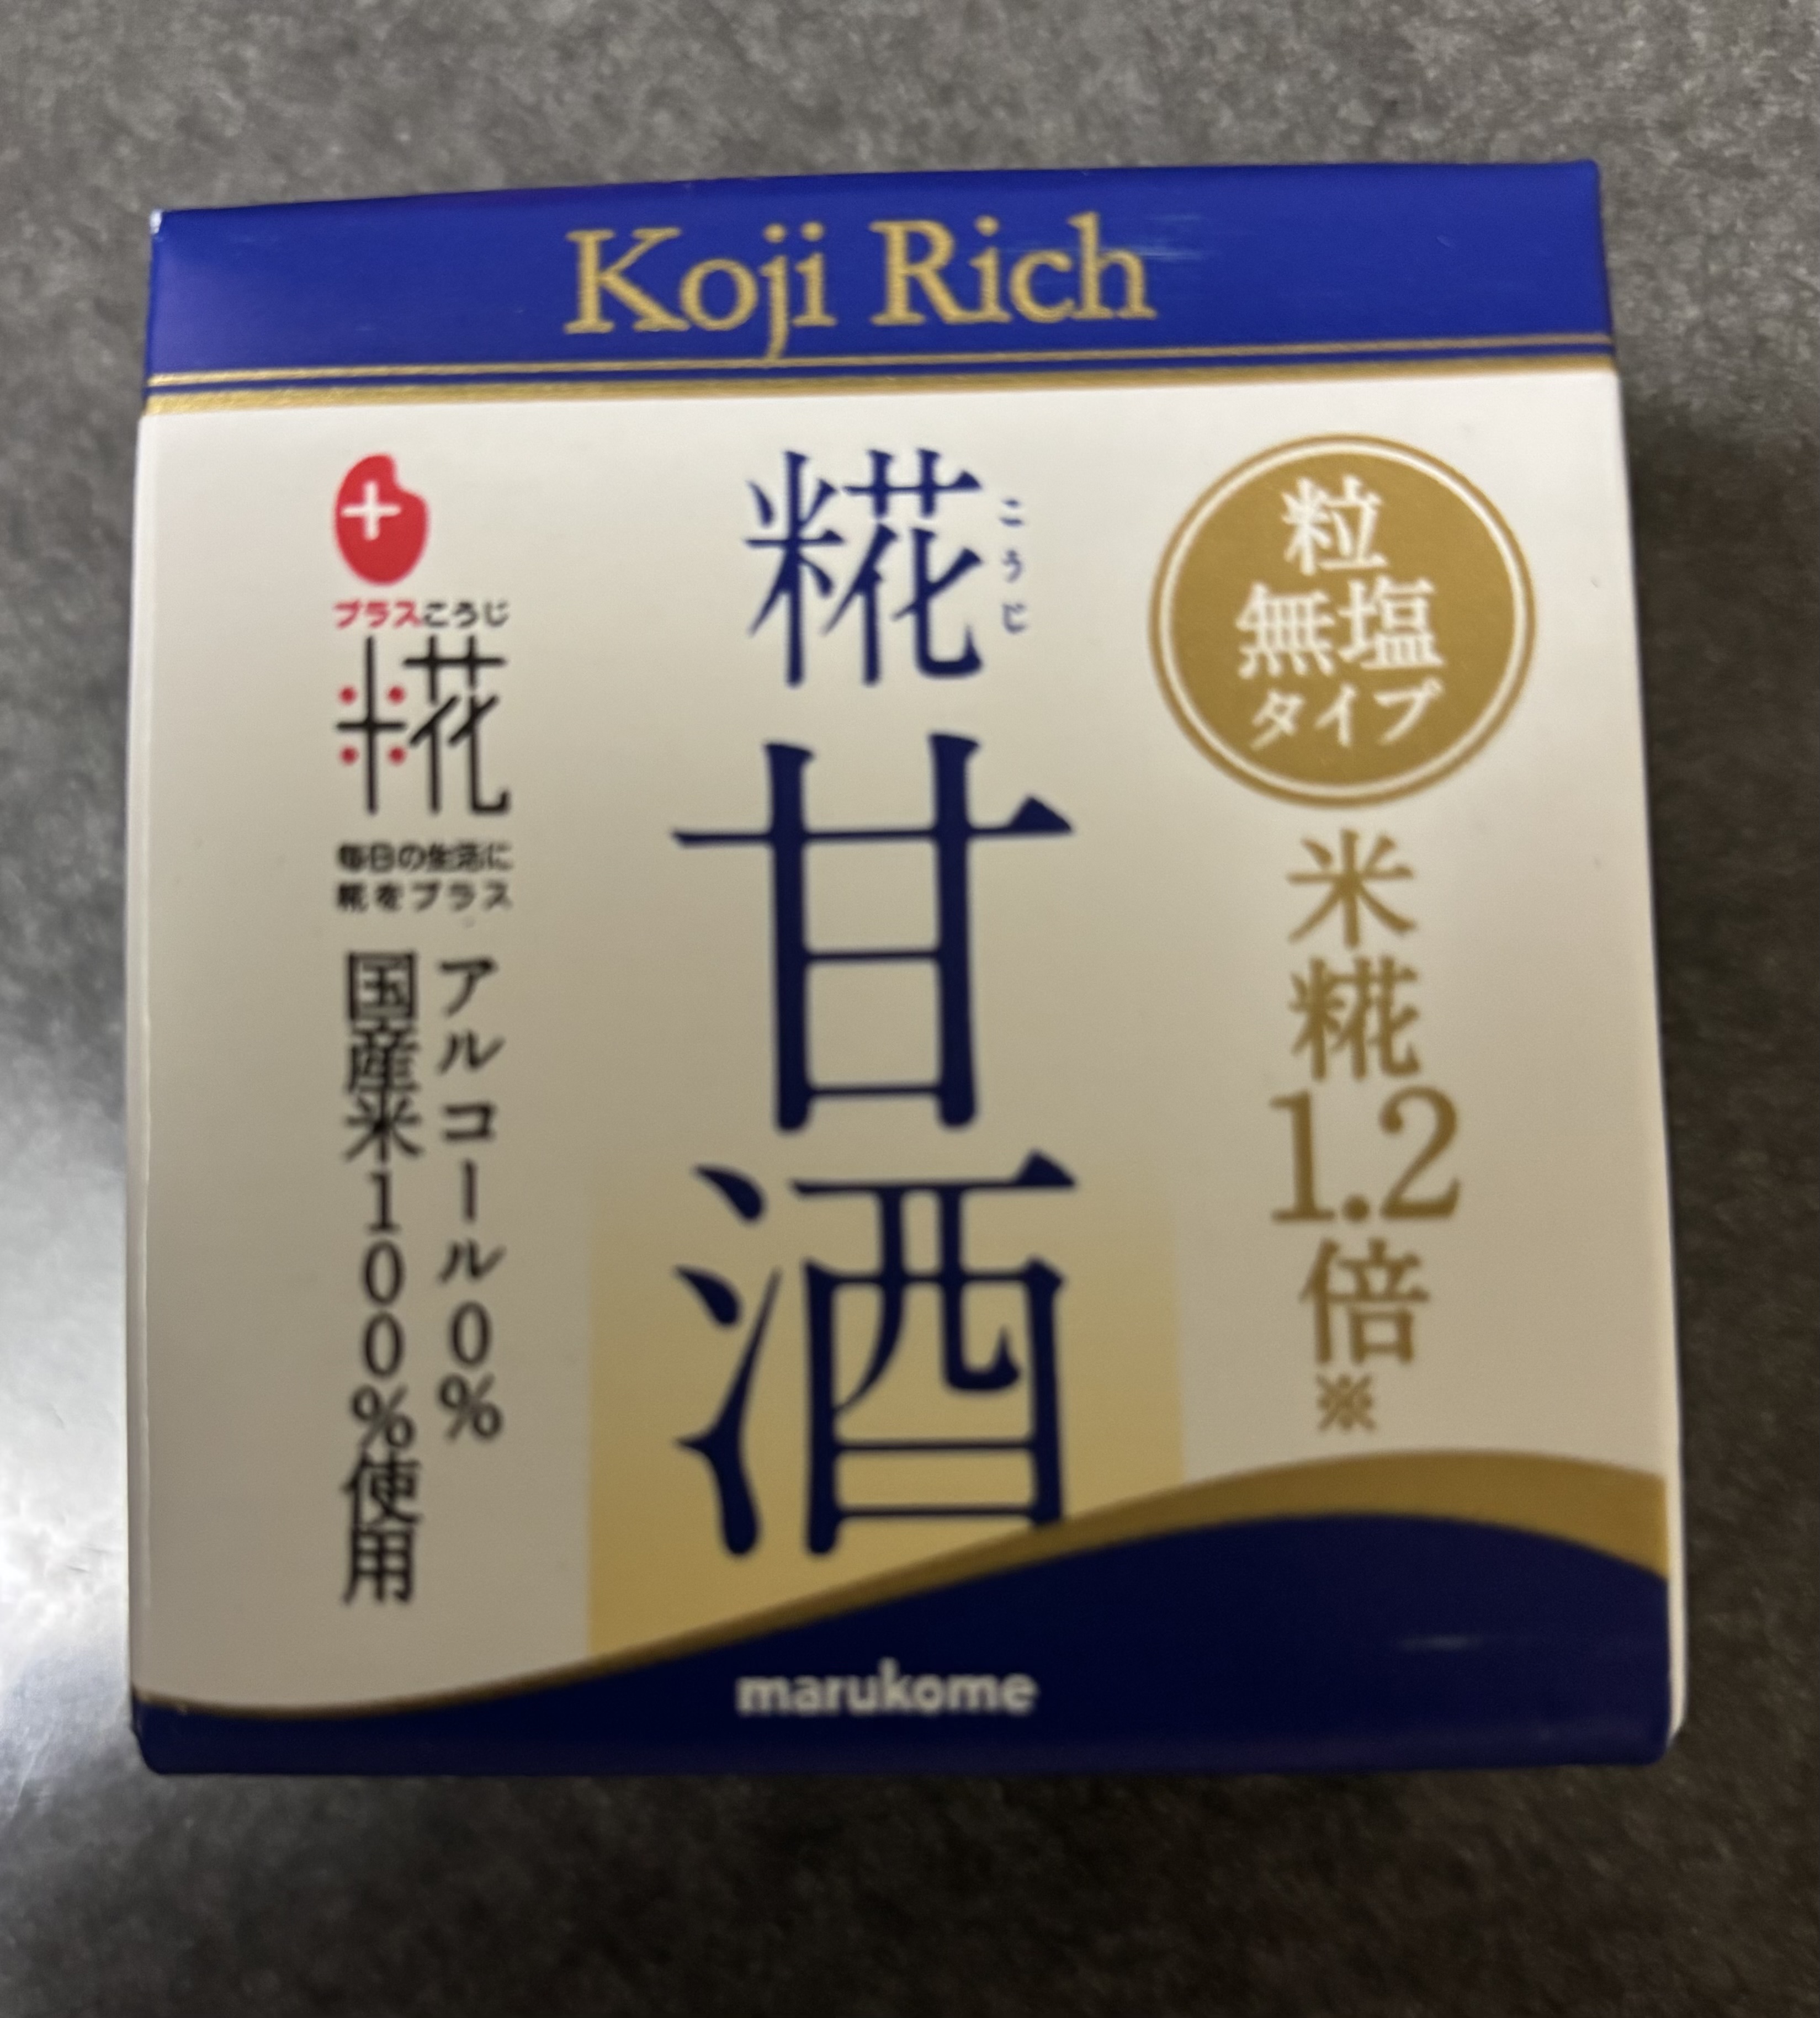 Koji Rich
プラスこうじ
糀
毎日の生活に
糀をプラス
アルコール0%
国産米100%使用
糀甘酒
こうじ
粒
無塩
タイプ
米糀1.2倍※
marukome